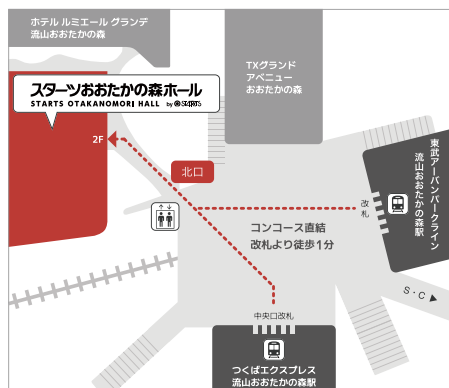 ホテル ルミエール グランデ
流山おおたかの森
TXグランド
アベニュー
おおたかの森
スターツおおたかの森ホール
STARTS OTAKANOMORI HALL by STARTS
2F
北口
東武アーバンパークライン
流山おおたかの森駅
改札
コンコース直結
改札より徒歩1分
S・C
中央口改札
つくばエクスプレス
流山おおたかの森駅